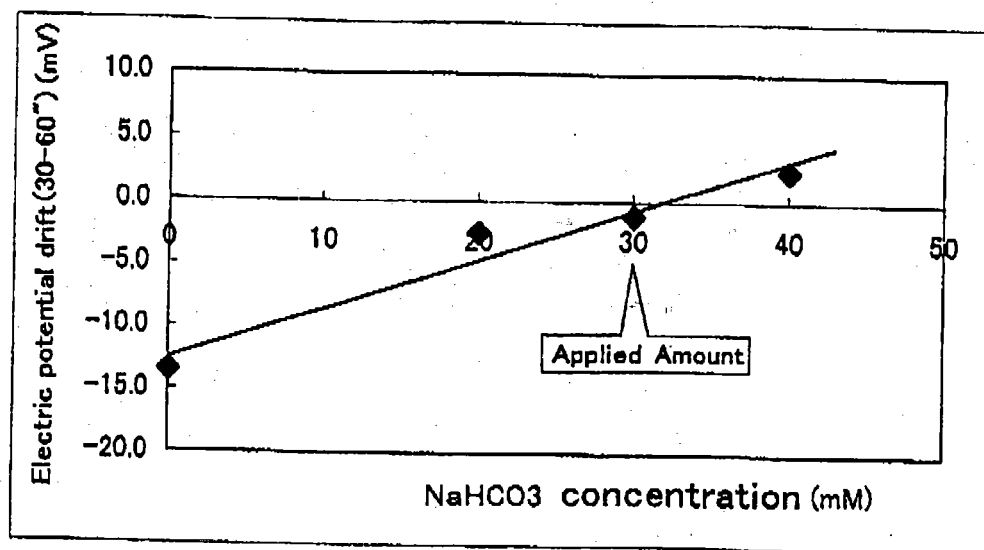 Electric potential drift(30-60″) (mV)
10.0
5.0
0.0
-5.0
-10.0
-15.0
-20.0
0 10 20 30 40 50
Applied Amount
NaHCO3 concentration (mM)